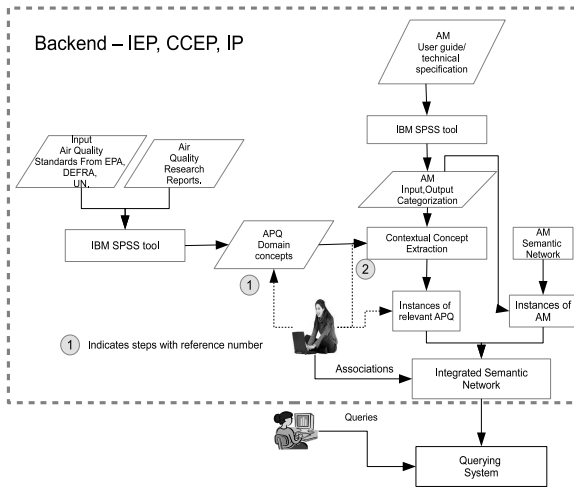 Backend – IEP, CCEP, IP
AM
User guide/
technical
specification
IBM SPSS tool
Input
Air Quality
Standards From EPA,
DEFRA,
UN.
Air
Quality
Research
Reports.
AM
Input,Output
Categorization
IBM SPSS tool
APQ
Domain
concepts
Contextual Concept
Extraction
AM
Semantic
Network
1
2
Instances of
relevant APQ
Instances of
AM
1
Indicates steps with reference number
Associations
Integrated Semantic
Network
Queries
Querying
System